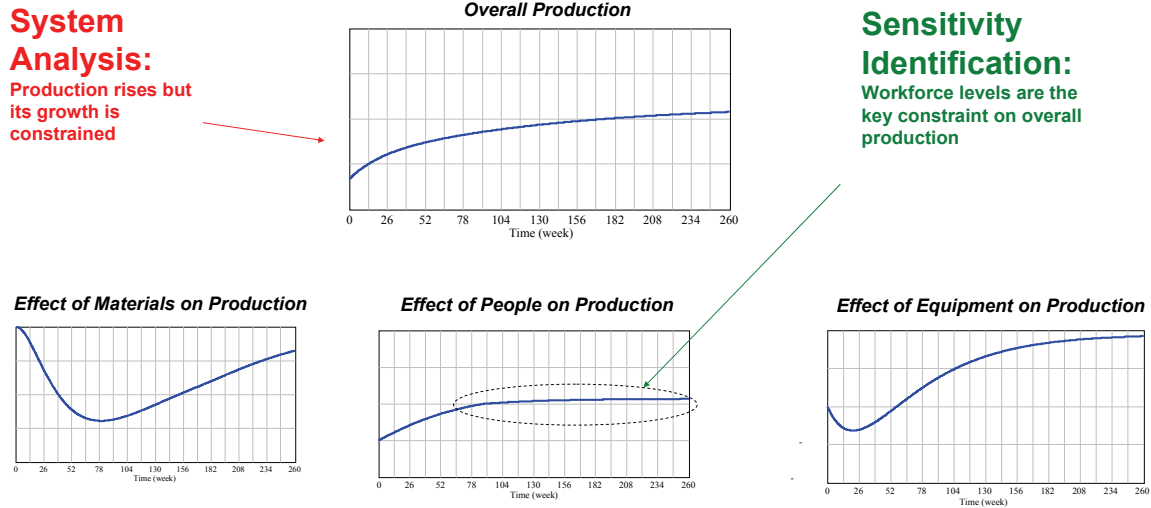 System
Analysis:
Production rises but
its growth is
constrained
Overall Production
0 26 52 78 104 130 156 182 208 234 260
Time (week)
Sensitivity
Identification:
Workforce levels are the
key constraint on overall
production
Effect of Materials on Production
0 26 52 78 104 130 156 182 208 234 260
Time (week)
Effect of People on Production
0 26 52 78 104 130 156 182 208 234 260
Time (week)
Effect of Equipment on Production
0 26 52 78 104 130 156 182 208 234 260
Time (week)